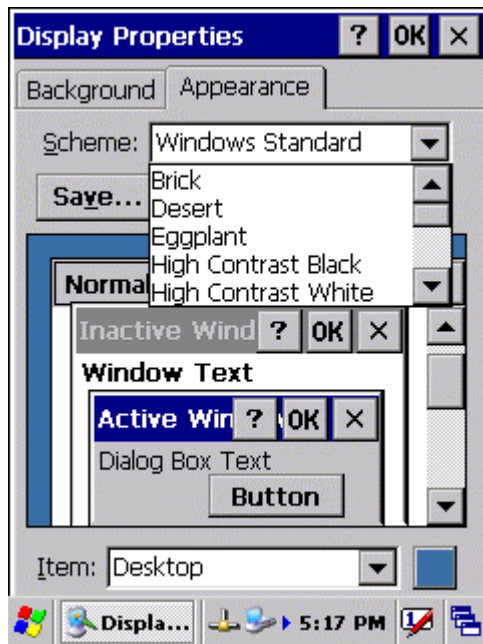 Display Properties ? OK ×
Background Appearance
Scheme: Windows Standard
Save...
Brick
Desert
Eggplant
High Contrast Black
High Contrast White
Normal
Inactive Wind ? OK ×
Window Text
Active Win ? OK ×
Dialog Box Text
Button
Item: Desktop
Displa... 5:17 PM